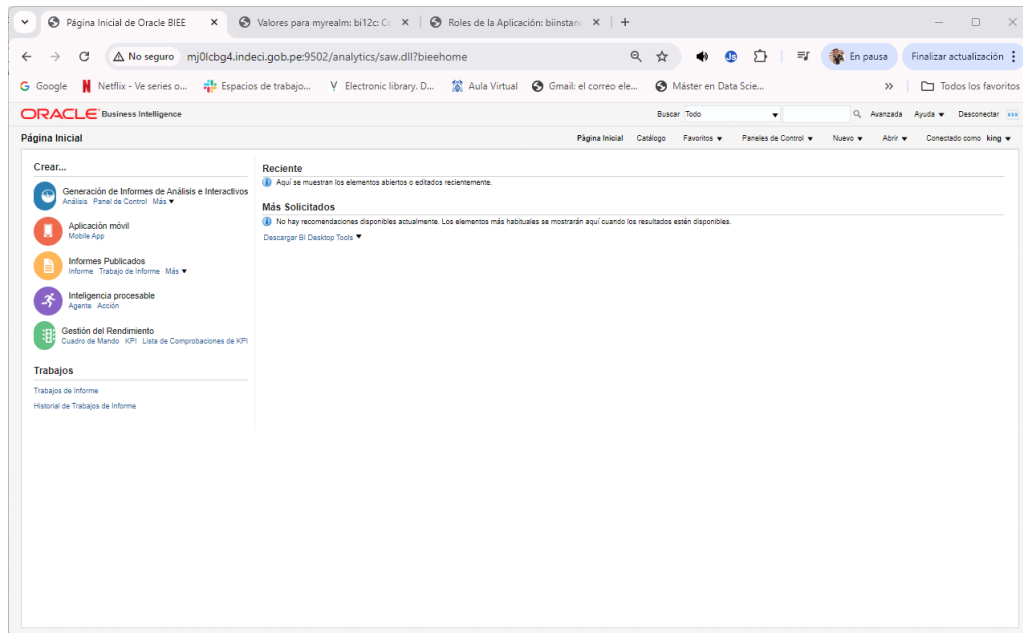 Página Inicial de Oracle BIEE
Valores para myrealm: bi12c: Co
Roles de la Aplicación: biinstanc
No seguro mj0lcbg4.indeci.gob.pe:9502/analytics/saw.dll?bieehome
En pausa
Finalizar actualización
Google
Netflix - Ve series o...
Espacios de trabajo...
Electronic library. D...
Aula Virtual
Gmail: el correo ele...
Máster en Data Scie...
Todos los favoritos
ORACLE Business Intelligence
Buscar Todo
Avanzada Ayuda Desconectar
Página Inicial
Página Inicial Catálogo Favoritos Paneles de Control Nuevo Abrir Conectado como king
Crear...
Generación de Informes de Análisis e Interactivos
Análisis Panel de Control Más
Aplicación móvil
Mobile App
Informes Publicados
Informe Trabajo de Informe Más
Inteligencia procesable
Agente Acción
Gestión del Rendimiento
Cuadro de Mando KPI Lista de Comprobaciones de KPI
Trabajos
Trabajos de Informe
Historial de Trabajos de Informe
Reciente
Aquí se muestran los elementos abiertos o editados recientemente.
Más Solicitados
No hay recomendaciones disponibles actualmente. Los elementos más habituales se mostrarán aquí cuando los resultados estén disponibles.
Descargar BI Desktop Tools